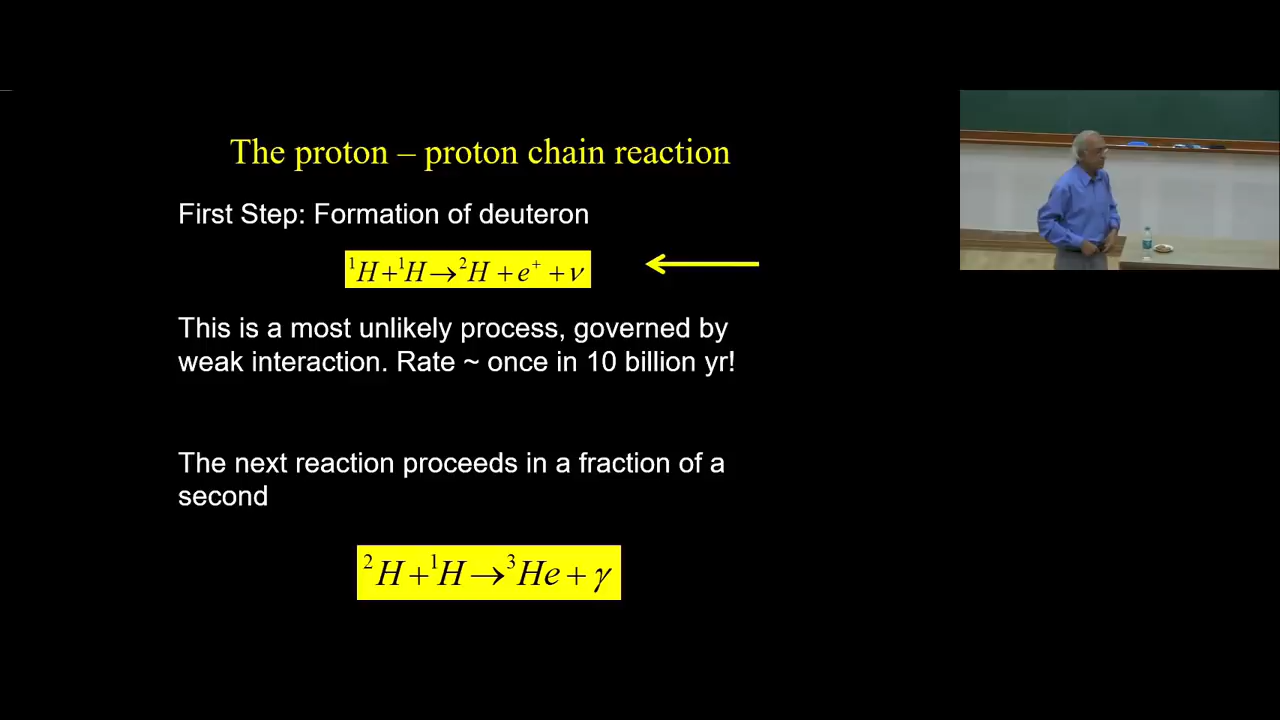 The proton – proton chain reaction
First Step: Formation of deuteron
¹H+¹H→²H+e⁺+ν
This is a most unlikely process, governed by
weak interaction. Rate ~ once in 10 billion yr!
The next reaction proceeds in a fraction of a
second
²H+¹H→³He+γ